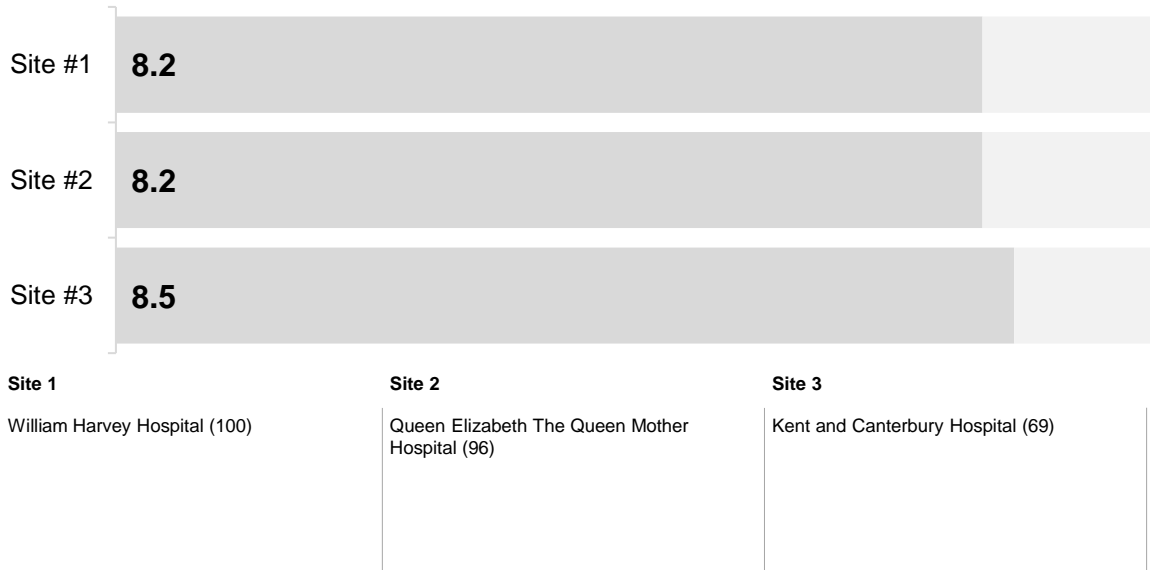 Site #1
8.2
Site #2
8.2
Site #3
8.5
Site 1
William Harvey Hospital (100)
Site 2
Queen Elizabeth The Queen Mother
Hospital (96)
Site 3
Kent and Canterbury Hospital (69)